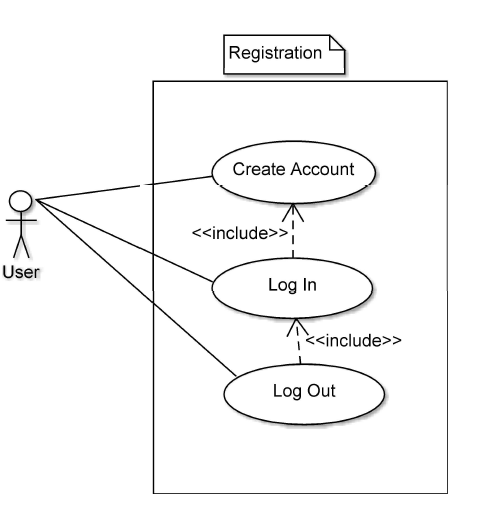 Registration
Create Account
<<include>>
User
Log In
<<include>>
Log Out